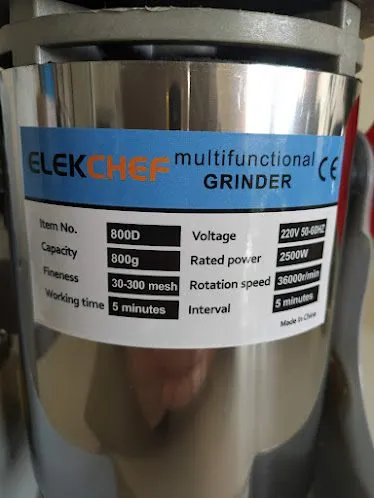 ELEKCHEF multifunctional GRINDER CE
Item No. 800D Voltage 220V 50-60HZ
Capacity 800g Rated power 2500W
Fineness 30-300 mesh Rotation speed 36000r/min
Working time 5 minutes Interval 5 minutes
Made in China